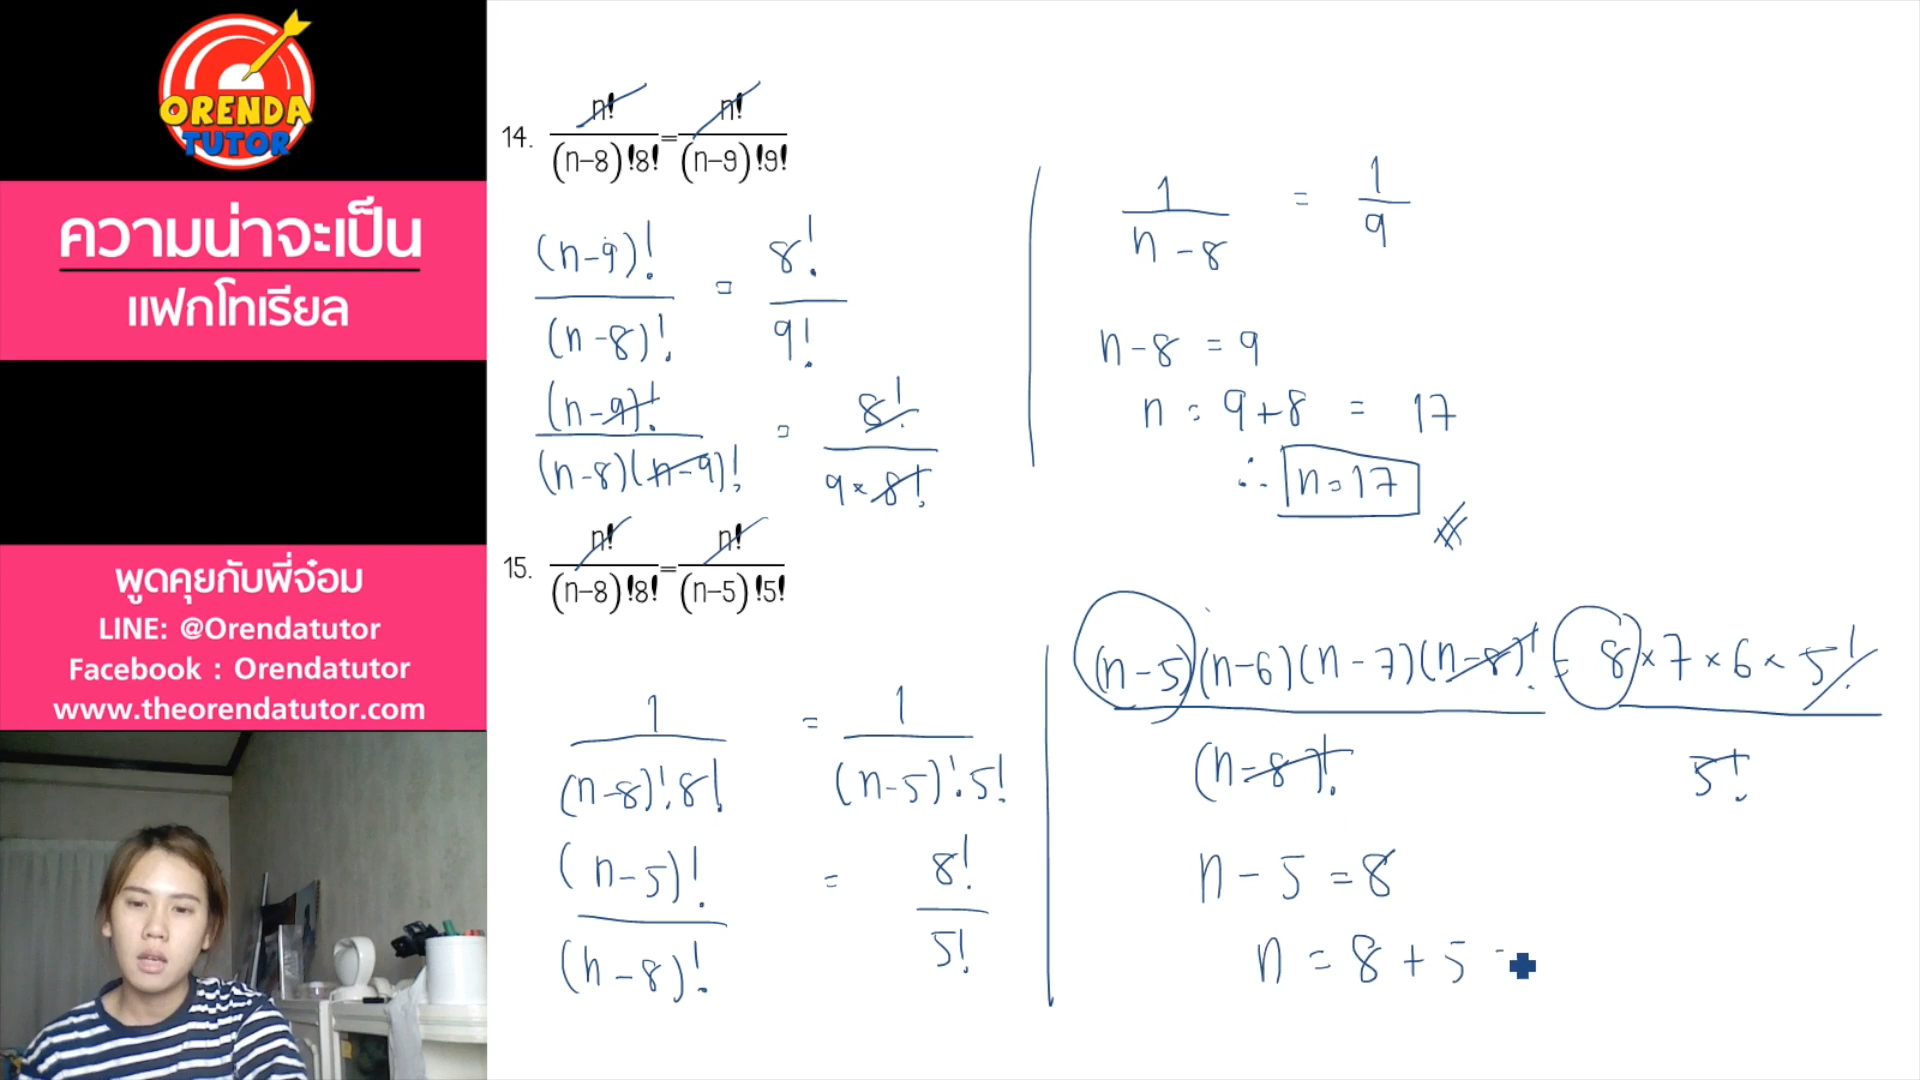 ORENDA
TUTOR
ความน่าจะเป็น
แฟกโทเรียล
พูดคุยกับพี่จ๋อม
LINE: @Orendatutor
Facebook : Orendatutor
www.theorendatutor.com
14. n!/((n-8)!8!) = n!/((n-9)!9!)
(n-9)!/(n-8)! = 8!/9!
(n-9)!/((n-8)(n-9)!) = 8!/(9×8!)
1/(n-8) = 1/9
n-8 = 9
n = 9+8 = 17
∴ n=17
15. n!/((n-8)!8!) = n!/((n-5)!5!)
1/((n-8)!8!) = 1/((n-5)!5!)
(n-5)!/(n-8)! = 8!/5!
(n-5)(n-6)(n-7)(n-8)!/(n-8)! = 8×7×6×5!/5!
n-5 = 8
n = 8+5 =